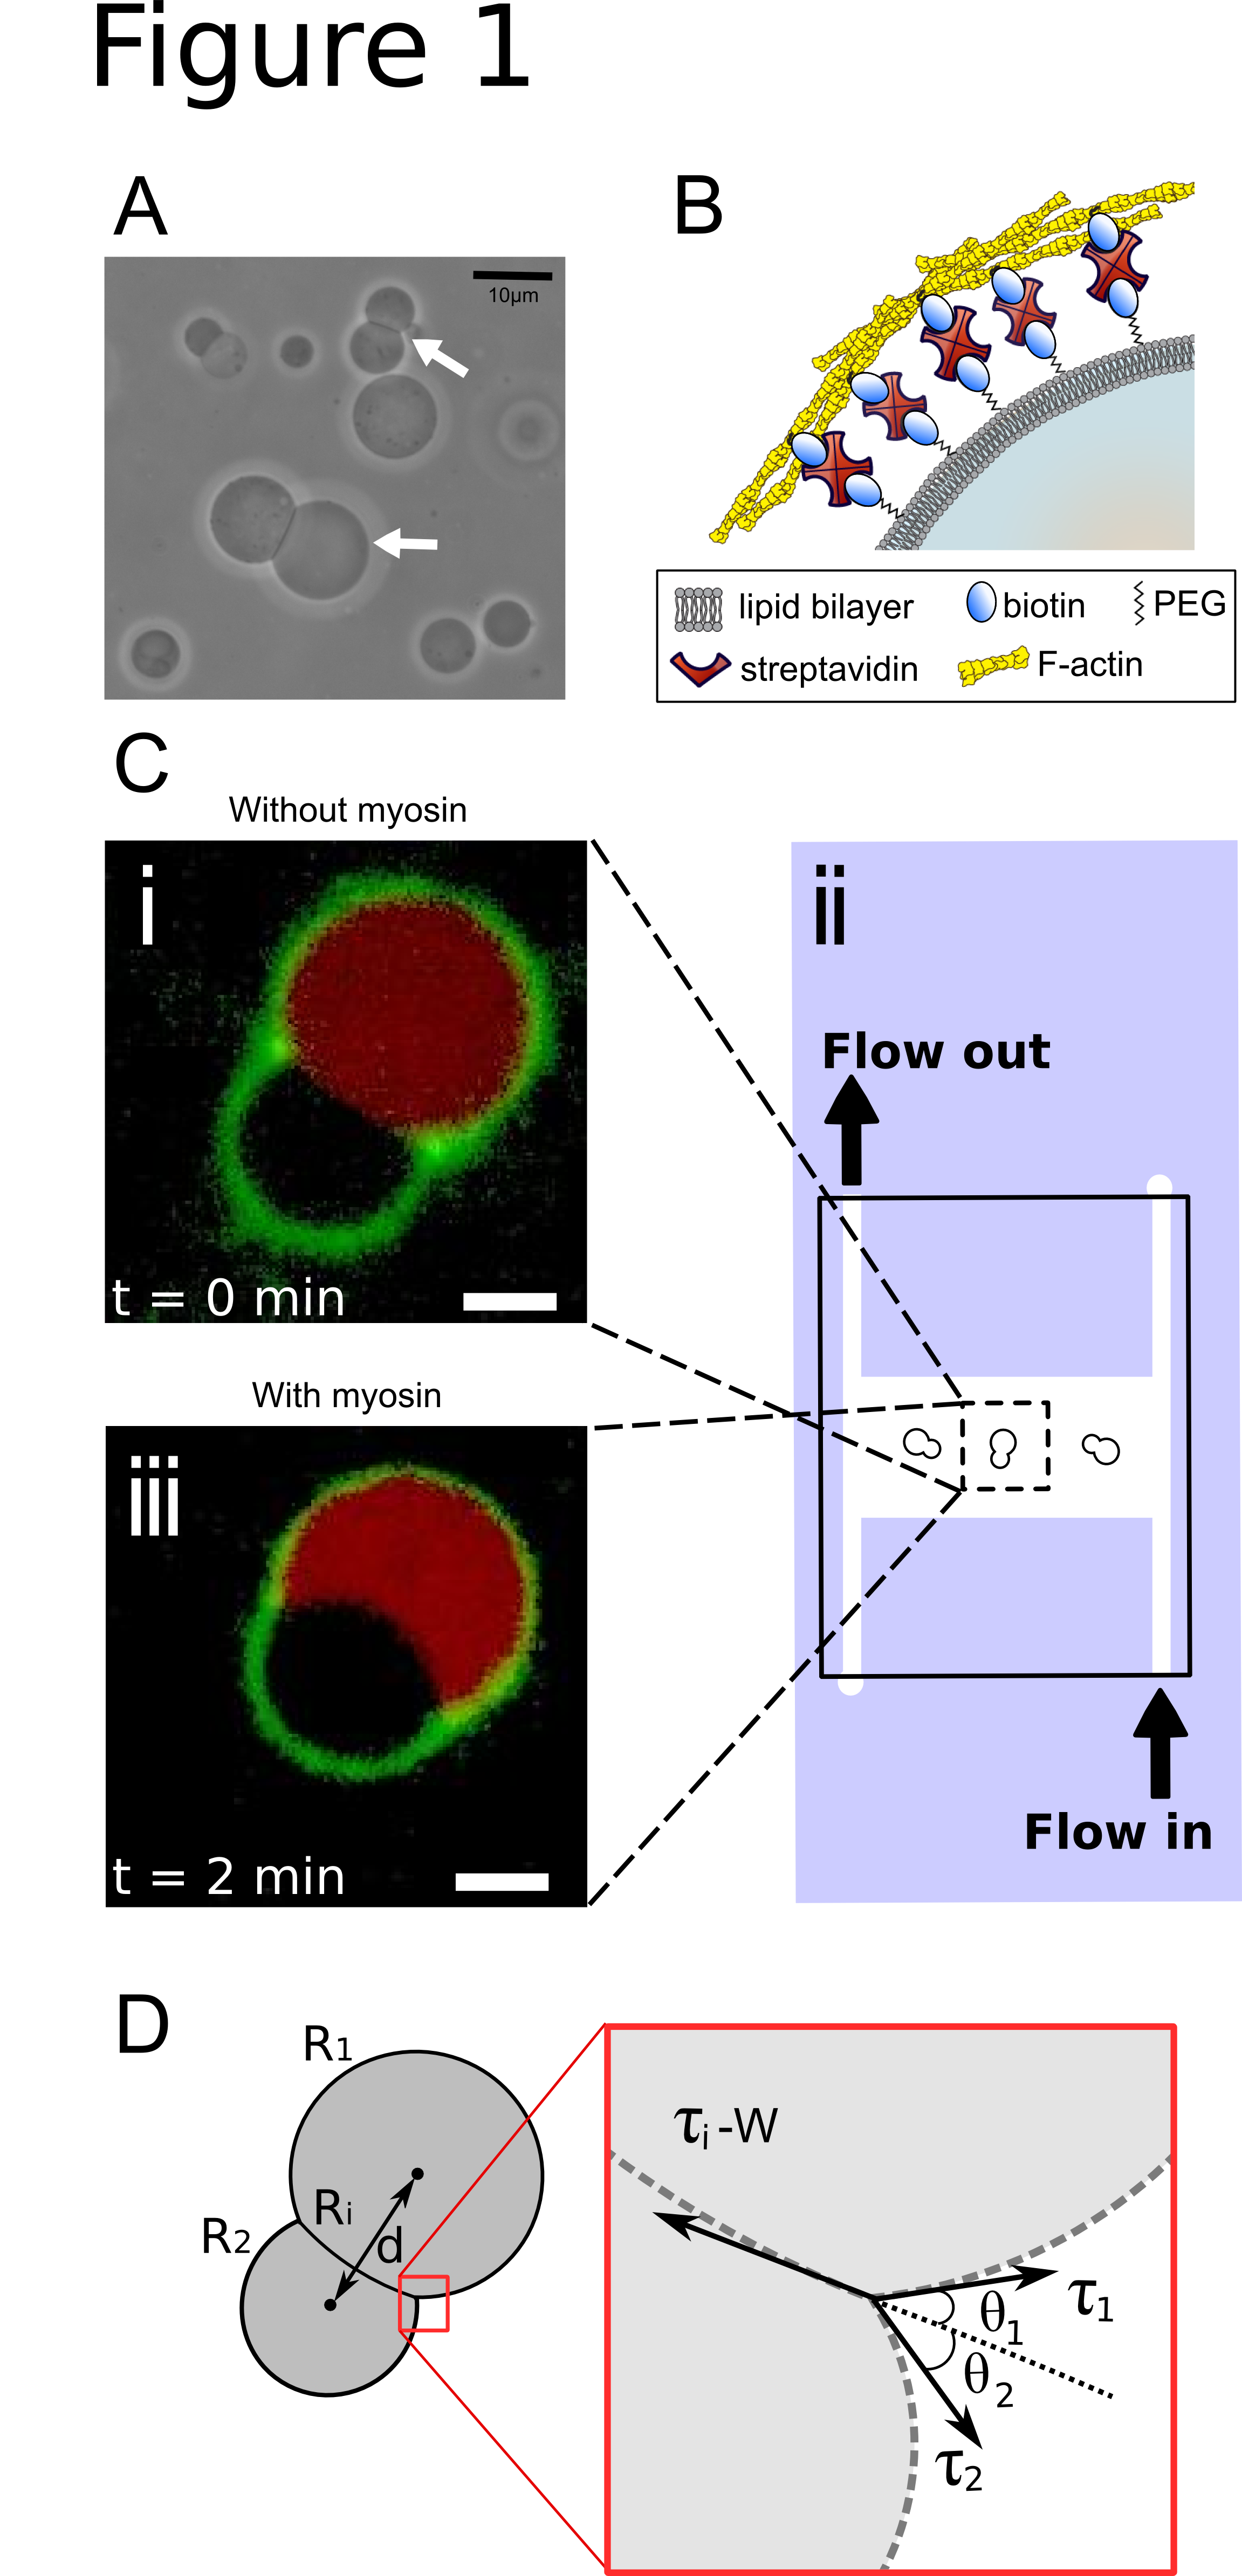 Figure 1
A
10μm
B
lipid bilayer
biotin
PEG
streptavidin
F-actin
C
Without myosin
i
t = 0 min
With myosin
iii
t = 2 min
ii
Flow out
Flow in
D
R1
R2
Ri
d
τi -W
τ1
θ1
θ2
τ2